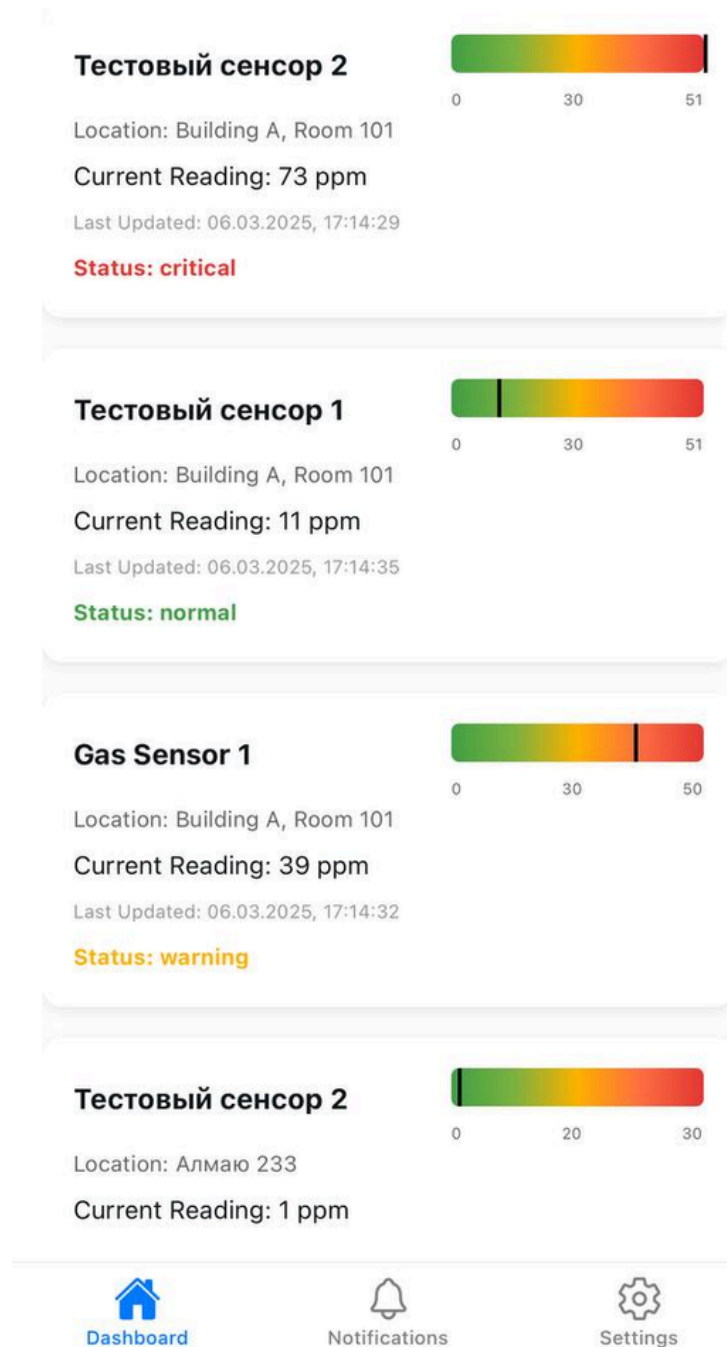 Тестовый сенсор 2
0 30 51
Location: Building A, Room 101
Current Reading: 73 ppm
Last Updated: 06.03.2025, 17:14:29
Status: critical
Тестовый сенсор 1
0 30 51
Location: Building A, Room 101
Current Reading: 11 ppm
Last Updated: 06.03.2025, 17:14:35
Status: normal
Gas Sensor 1
0 30 50
Location: Building A, Room 101
Current Reading: 39 ppm
Last Updated: 06.03.2025, 17:14:32
Status: warning
Тестовый сенсор 2
0 20 30
Location: Алмаю 233
Current Reading: 1 ppm
Dashboard Notifications Settings